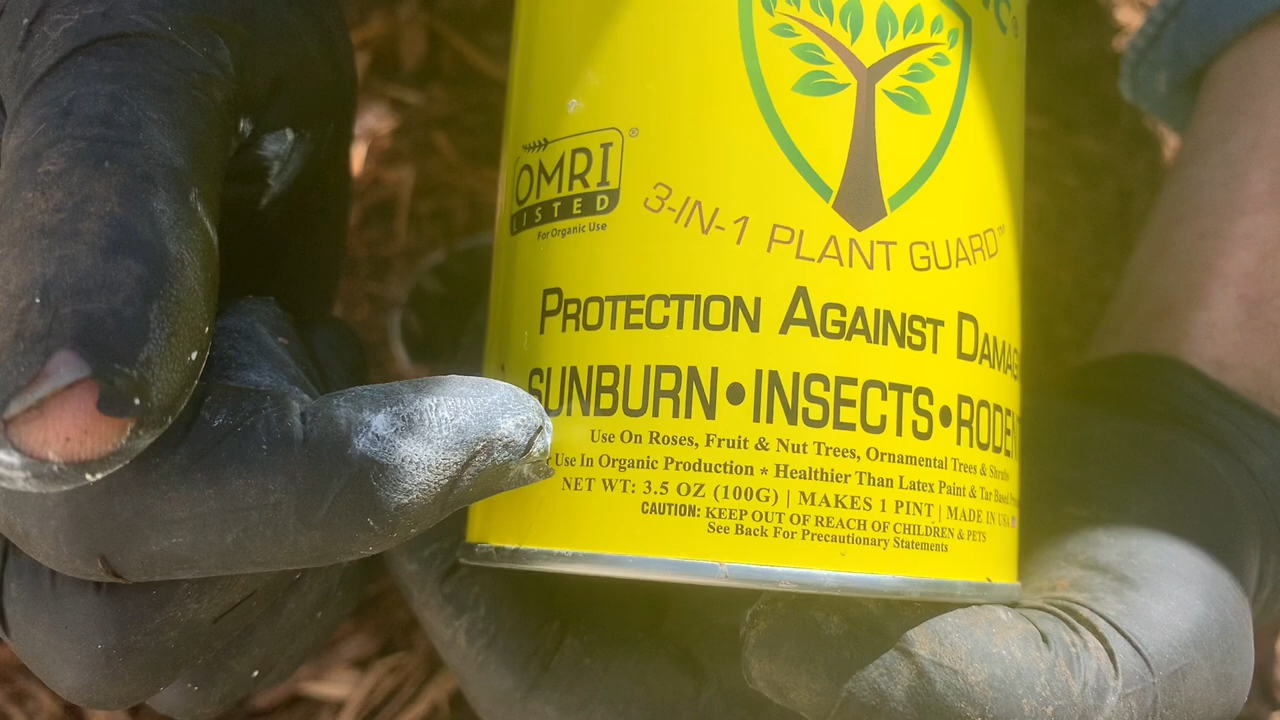 OMRI®
LISTED
For Organic Use
3-IN-1 PLANT GUARD™
PROTECTION AGAINST
SUNBURN•INSECTS•
Use On Roses, Fruit & Nut Trees, Ornamental Trees &
Use In Organic Production * Healthier Than Latex Paint & Tar Based
NET WT: 3.5 OZ (100G) | MAKES 1 PINT | MADE IN USA
CAUTION: KEEP OUT OF REACH OF CHILDREN & PETS
See Back For Precautionary Statements